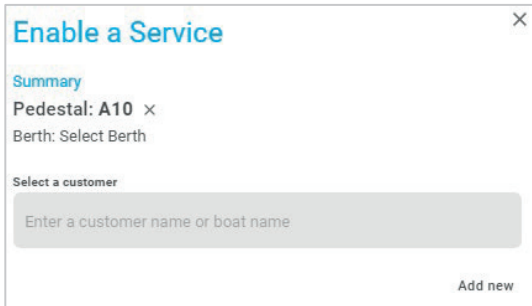 Enable a Service
Summary
Pedestal: A10 ×
Berth: Select Berth
Select a customer
Enter a customer name or boat name
Add new